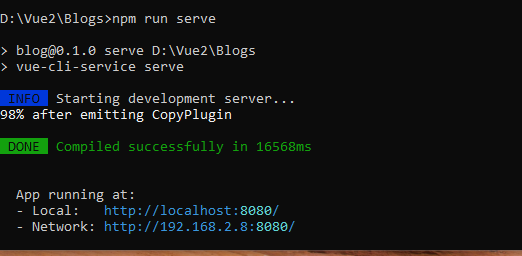 D:\Vue2\Blogs>npm run serve
> blog@0.1.0 serve D:\Vue2\Blogs
> vue-cli-service serve
INFO Starting development server...
98% after emitting CopyPlugin
DONE Compiled successfully in 16568ms
App running at:
- Local: http://localhost:8080/
- Network: http://192.168.2.8:8080/